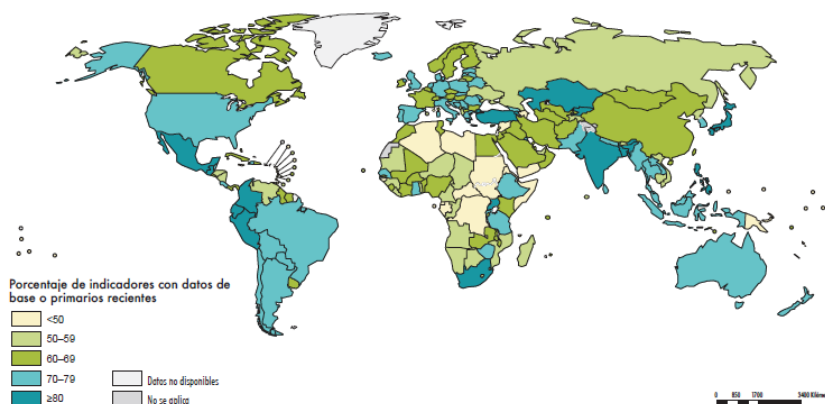 Porcentaje de indicadores con datos de
base o primarios recientes
<50
50–59
60–69
70–79
≥80
Datos no disponibles
No se aplica
0 850 1700 3400